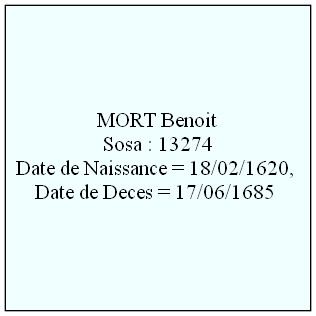 MORT Benoit
Sosa : 13274
Date de Naissance = 18/02/1620,
Date de Deces = 17/06/1685